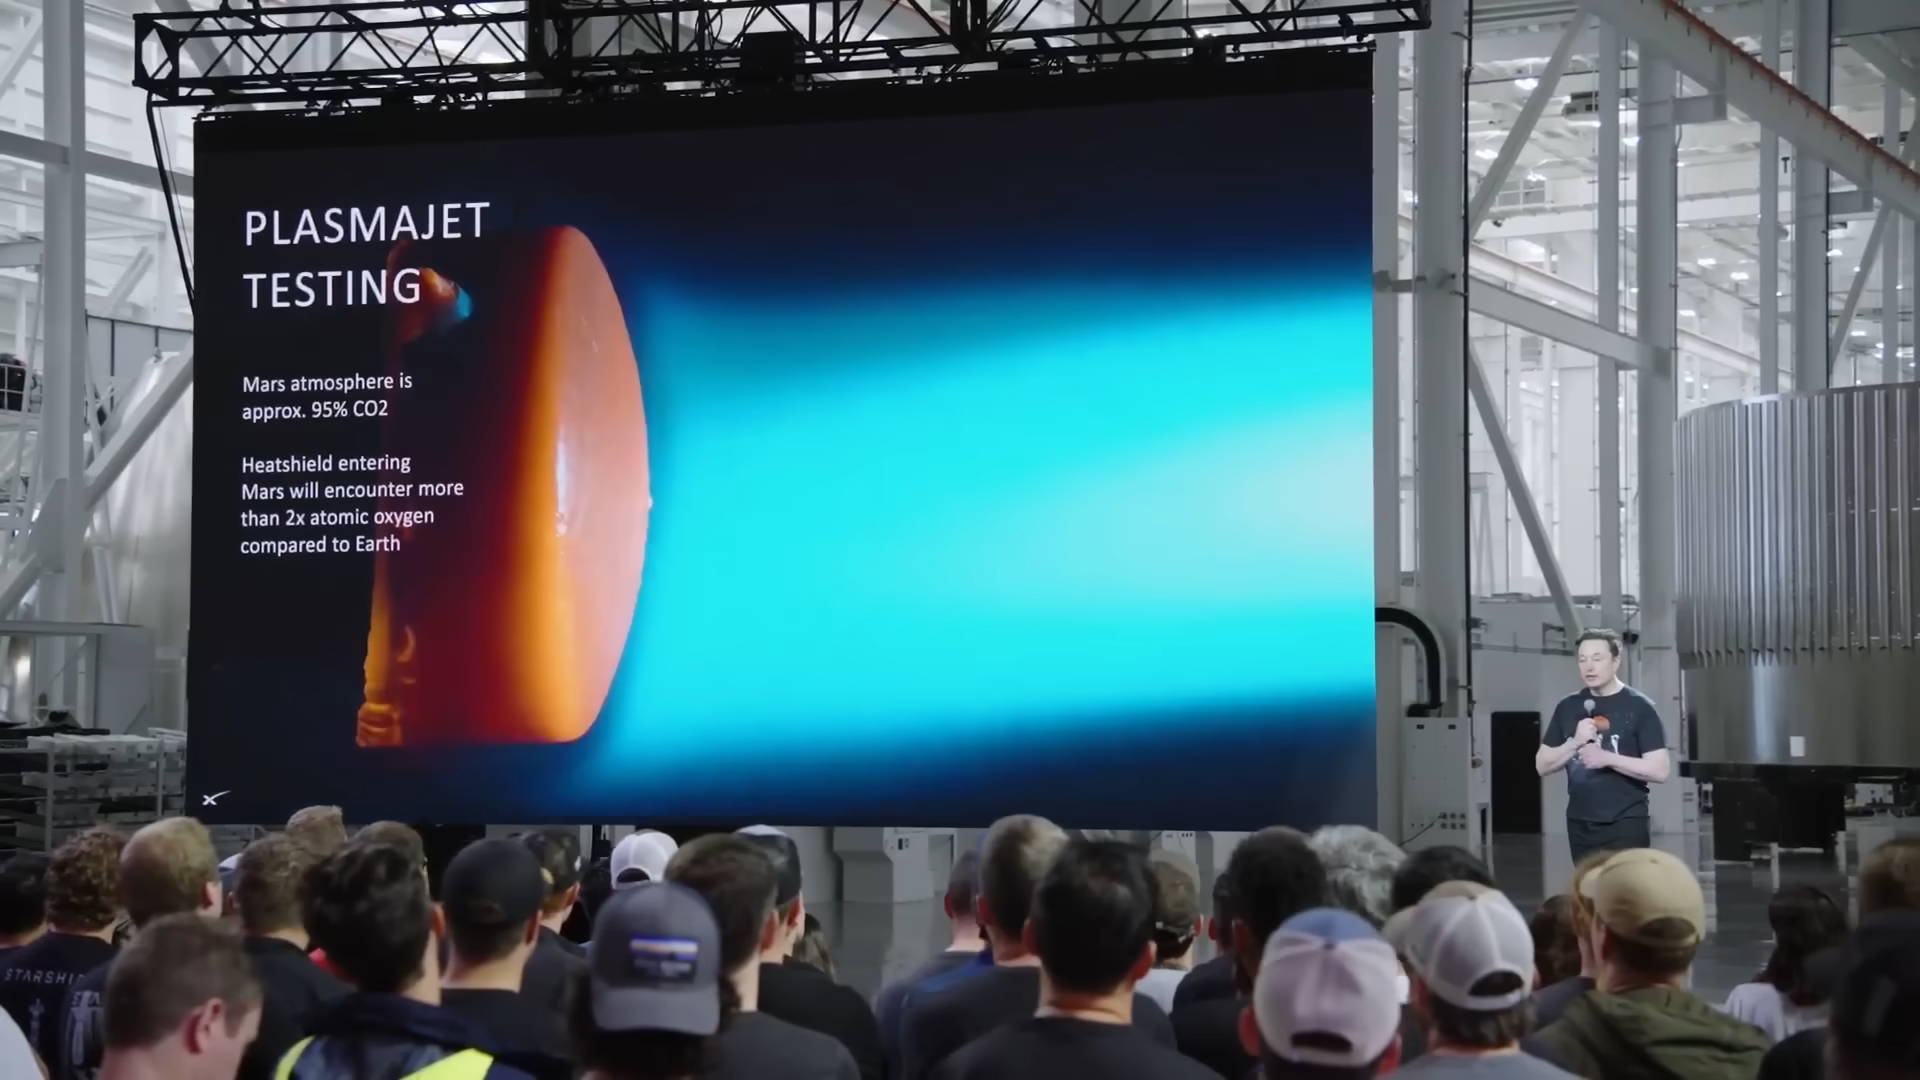 PLASMAJET
TESTING
Mars atmosphere is
approx. 95% CO2
Heatshield entering
Mars will encounter more
than 2x atomic oxygen
compared to Earth
STARSHIP